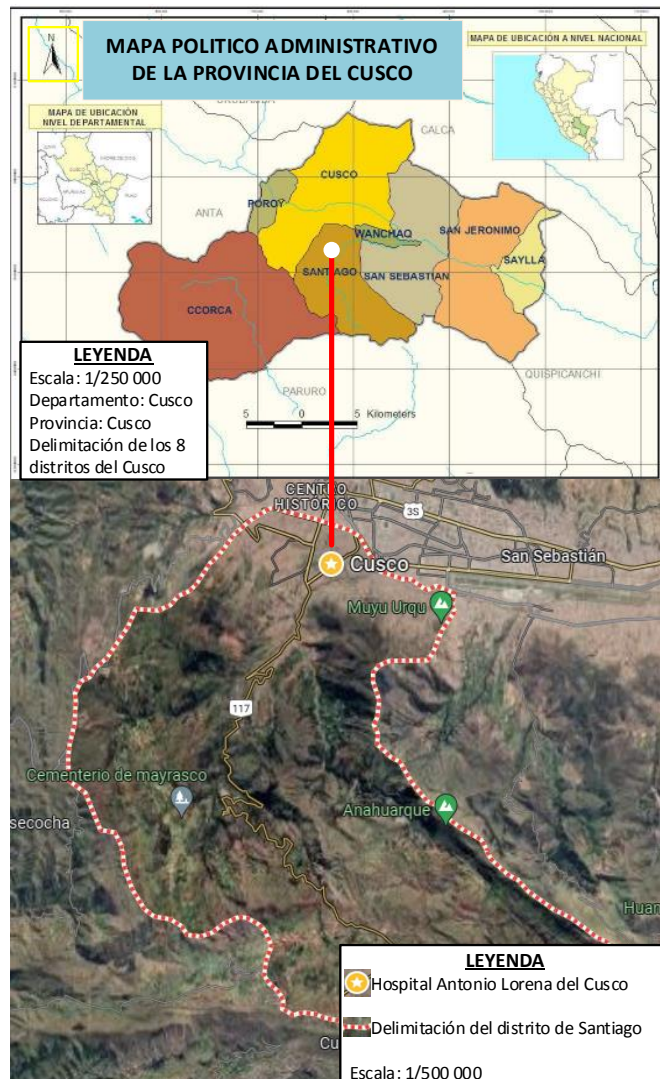 N
MAPA POLITICO ADMINISTRATIVO
DE LA PROVINCIA DEL CUSCO
MAPA DE UBICACIÓN A NIVEL NACIONAL
MAPA DE UBICACIÓN
NIVEL DEPARTAMENTAL
CALCA
CUSCO
POROY
ANTA
WANCHAQ
SAN JERONIMO
SANTIAGO
SAN SEBASTIAN
SAYLLA
CCORCA
QUISPICANCHI
PARURO
5 0 5 Kilometers
LEYENDA
Escala: 1/250 000
Departamento: Cusco
Provincia: Cusco
Delimitación de los 8
distritos del Cusco
CENTRO
HISTÓRICO
3S
San Sebastián
Cusco
Muyu Urqu
117
Cementerio de mayrasco
Anahuarque
secocha
Huan
Cu
LEYENDA
Hospital Antonio Lorena del Cusco
Delimitación del distrito de Santiago
Escala: 1/500 000